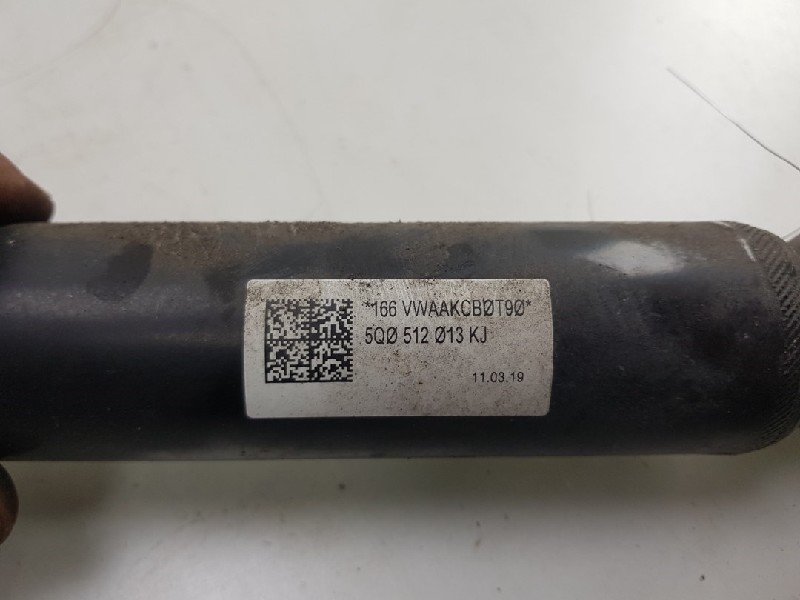 *166 VWAAKCBØT9Ø*
5QØ 512 Ø13 KJ
11.03.19